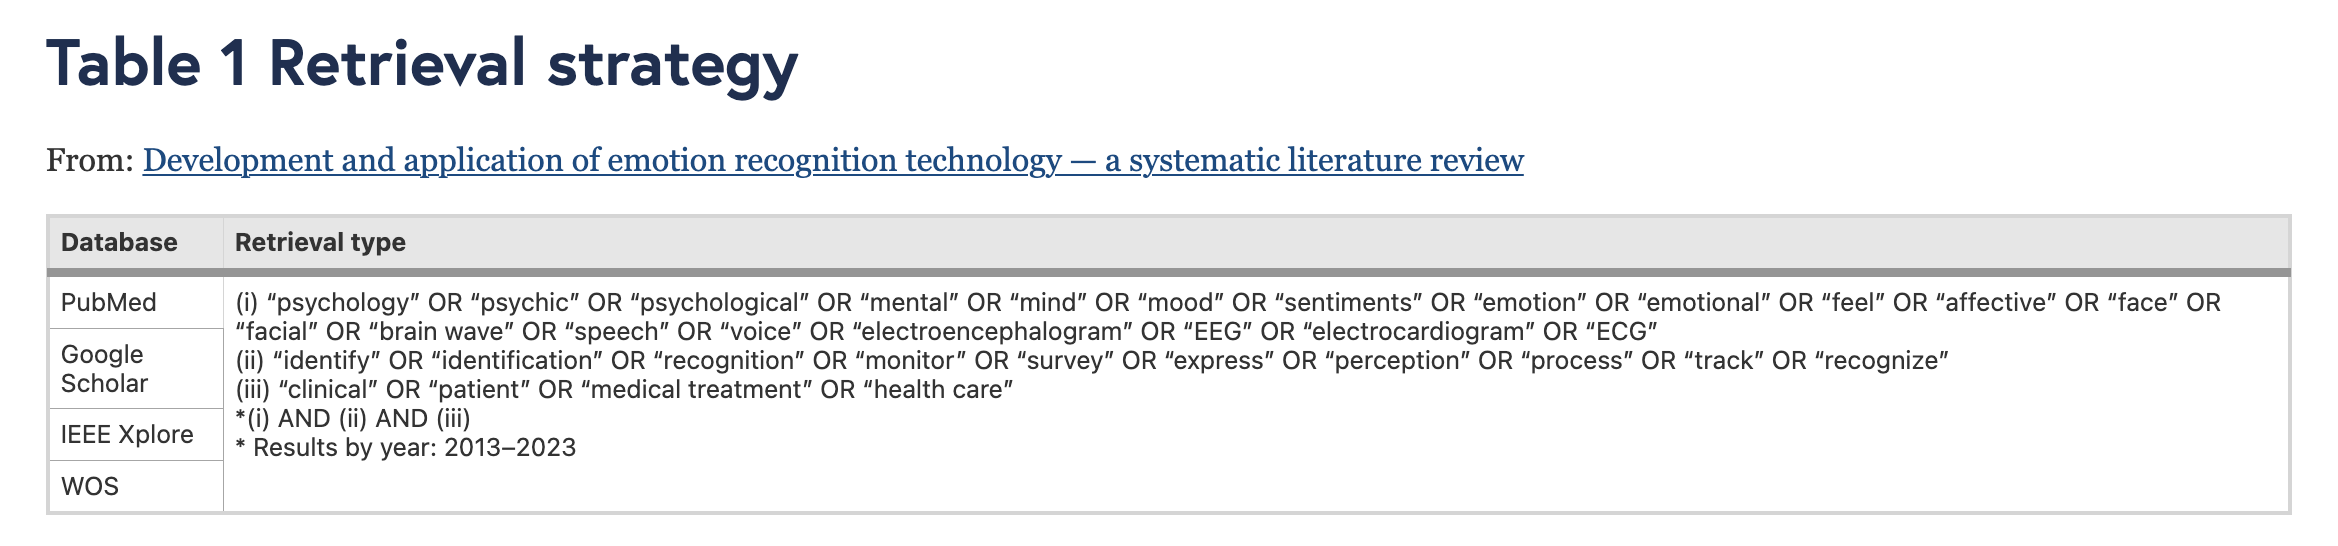 Table 1 Retrieval strategy
From: Development and application of emotion recognition technology — a systematic literature review
Database
Retrieval type
PubMed
Google
Scholar
IEEE Xplore
WOS
(i) “psychology” OR “psychic” OR “psychological” OR “mental” OR “mind” OR “mood” OR “sentiments” OR “emotion” OR “emotional” OR “feel” OR “affective” OR “face” OR
“facial” OR “brain wave” OR “speech” OR “voice” OR “electroencephalogram” OR “EEG” OR “electrocardiogram” OR “ECG”
(ii) “identify” OR “identification” OR “recognition” OR “monitor” OR “survey” OR “express” OR “perception” OR “process” OR “track” OR “recognize”
(iii) “clinical” OR “patient” OR “medical treatment” OR “health care”
*(i) AND (ii) AND (iii)
* Results by year: 2013–2023